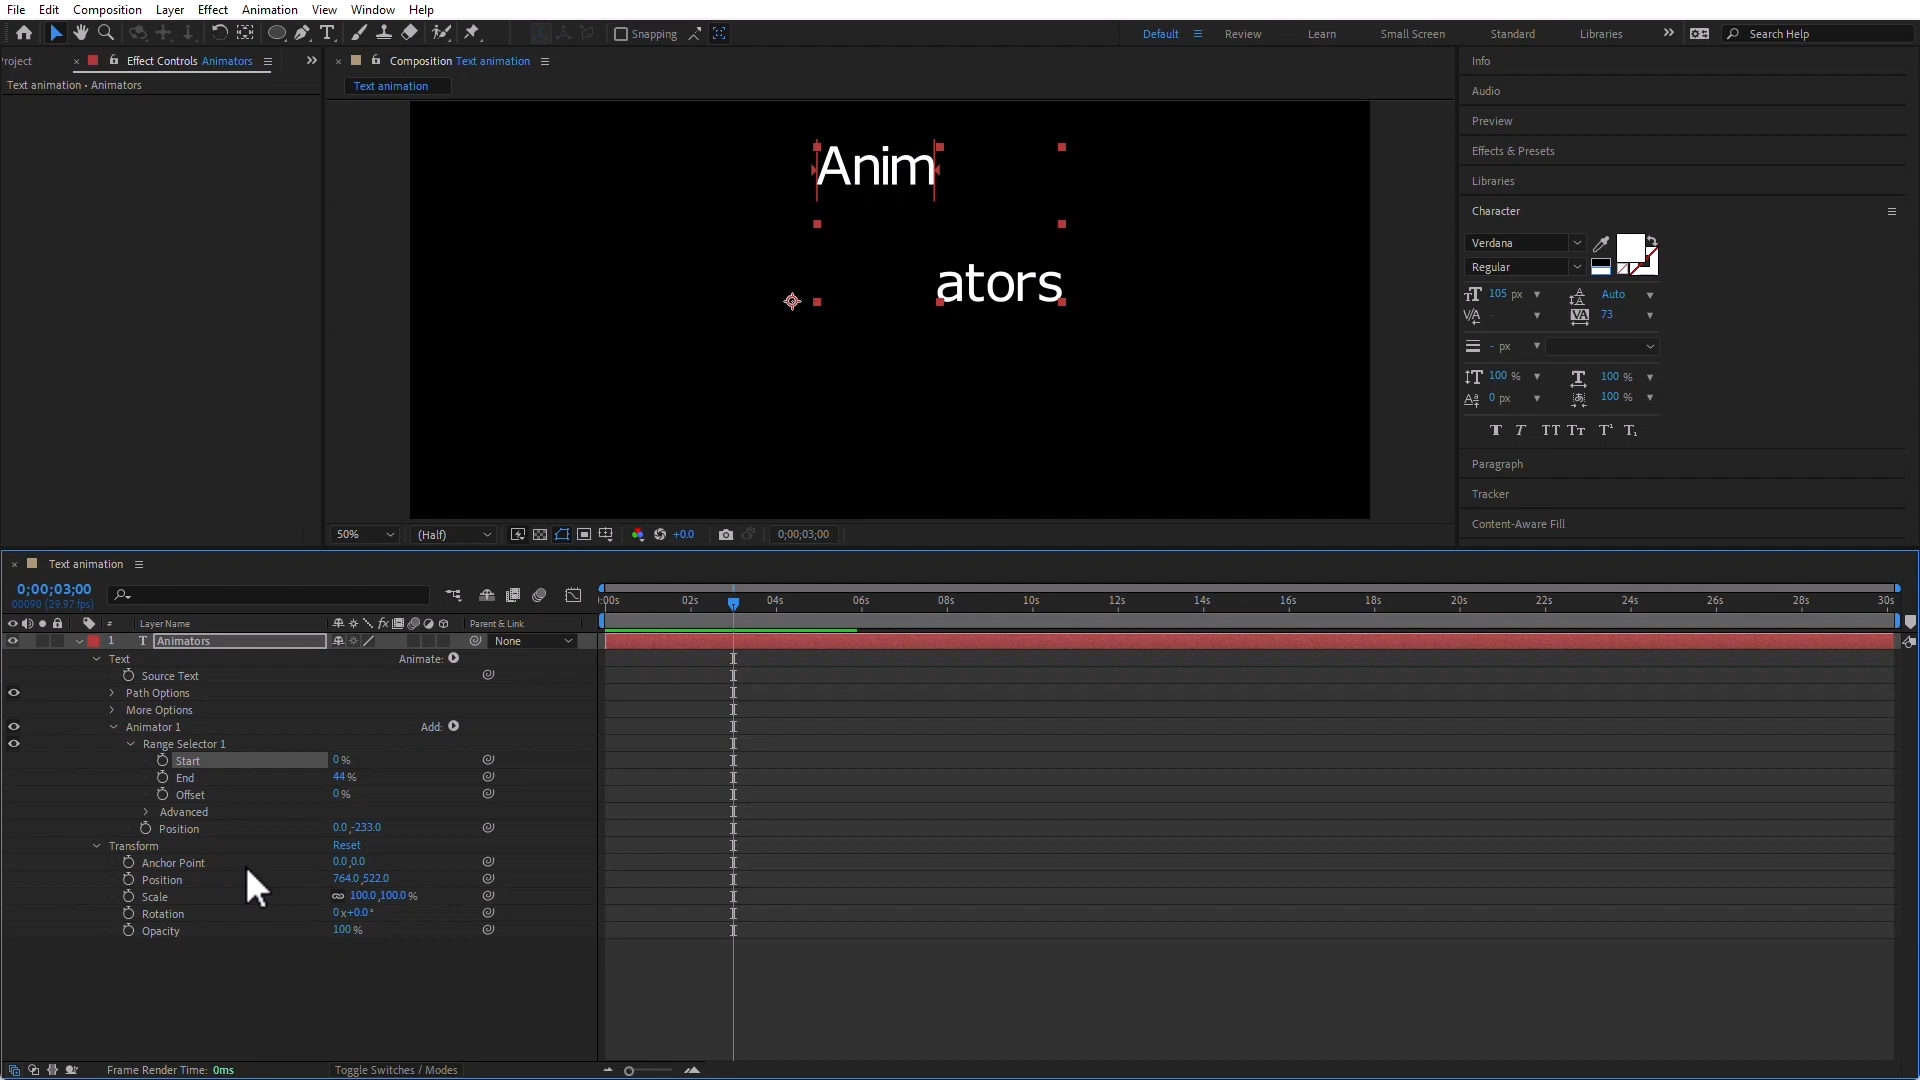 File Edit Composition Layer Effect Animation View Window Help
Snapping
Default Review Learn Small Screen Standard Libraries Search Help
roject Effect Controls Animators
Text animation • Animators
Composition Text animation
Text animation
Anim
ators
50% (Half) +0.0 0;00;03;00
Info
Audio
Preview
Effects & Presets
Libraries
Character
Verdana
Regular
105 px Auto
- 73
- px
100 % 100 %
0 px 100 %
T T TT Tт T¹ T₁
Paragraph
Tracker
Content-Aware Fill
Text animation
0;00;03;00
00090 (29.97 fps)
# Layer Name Parent & Link
:00s 02s 04s 06s 08s 10s 12s 14s 16s 18s 20s 22s 24s 26s 28s 30s
1 T Animators None
Text Animate:
Source Text
Path Options
More Options
Animator 1 Add:
Range Selector 1
Start 0 %
End 44 %
Offset 0 %
Advanced
Position 0.0,-233.0
Transform Reset
Anchor Point 0.0,0.0
Position 764.0,522.0
Scale 100.0,100.0 %
Rotation 0x+0.0°
Opacity 100 %
Frame Render Time: 0ms Toggle Switches / Modes